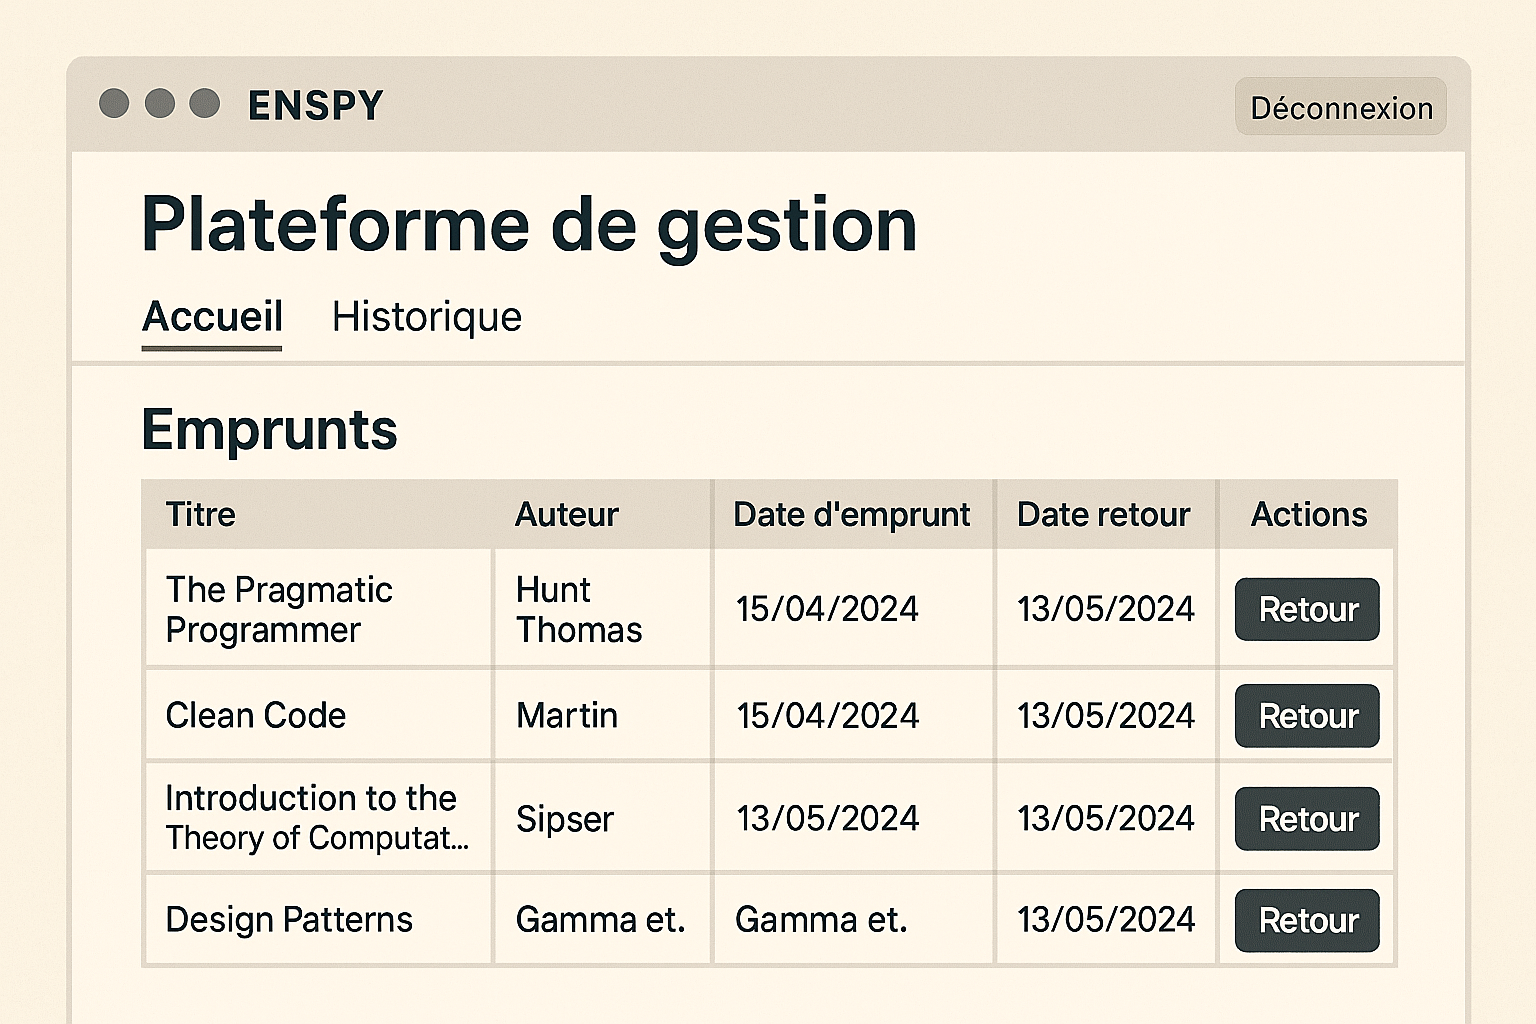 ENSPY
Déconnexion
Plateforme de gestion
Accueil Historique
Emprunts
Titre Auteur Date d'emprunt Date retour Actions
The Pragmatic
Programmer
Hunt
Thomas
15/04/2024 13/05/2024 Retour
Clean Code Martin 15/04/2024 13/05/2024 Retour
Introduction to the
Theory of Computat...
Sipser 13/05/2024 13/05/2024 Retour
Design Patterns Gamma et. Gamma et. 13/05/2024 Retour